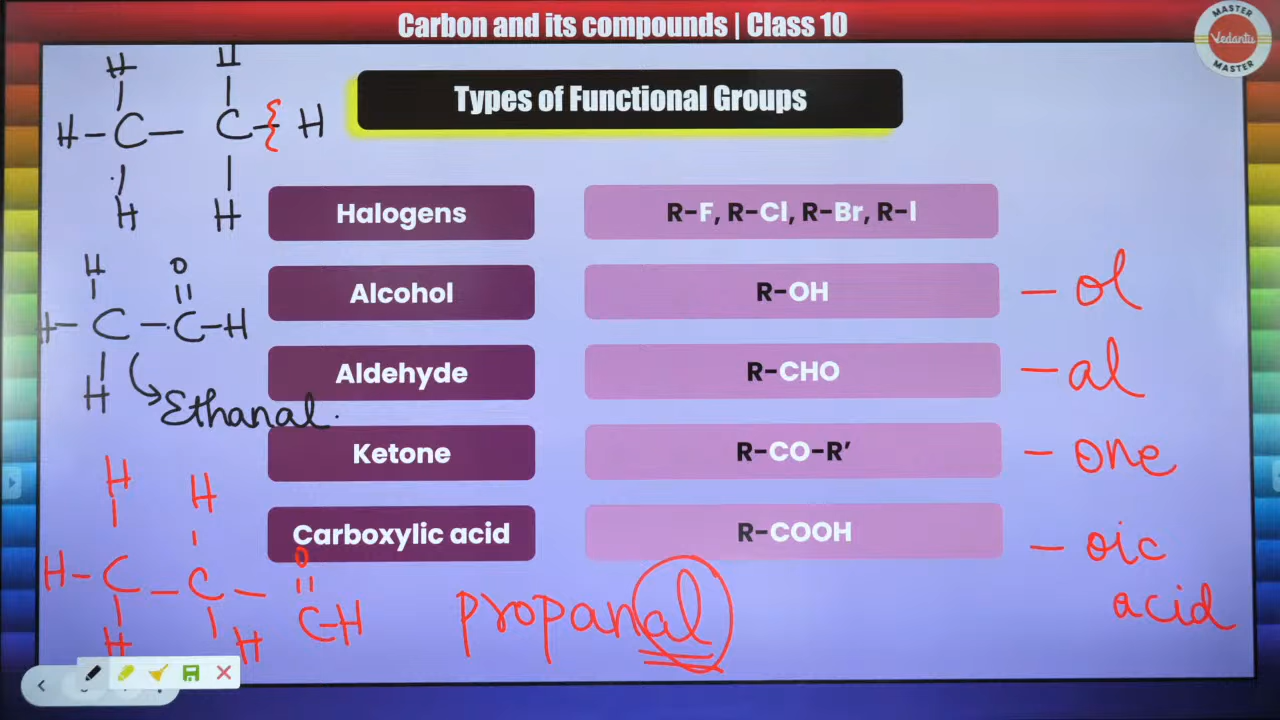 Carbon and its compounds | Class 10
MASTER
Vedantu
MASTER
Types of Functional Groups
H H
H-C-C-H
H H
Halogens R-F, R-Cl, R-Br, R-I
Alcohol R-OH - ol
H O
H-C-C-H
H
Aldehyde R-CHO - al
Ethanal.
Ketone R-CO-R’ - one
Carboxylic acid R-COOH - oic
acid
H H O
H-C-C-C-H
H H
propanal